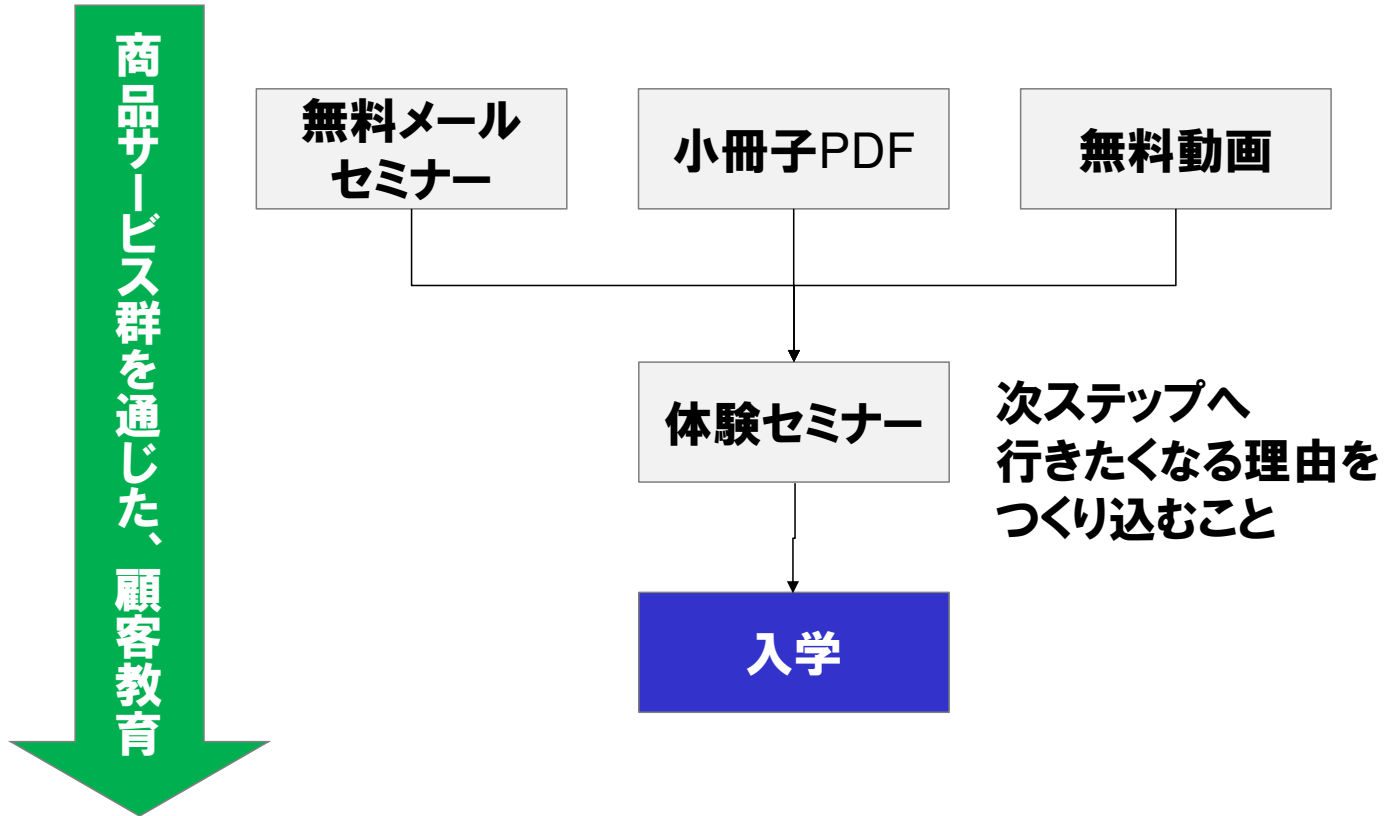 商品サービス群を通じた、顧客教育
無料メール
セミナー
小冊子PDF
無料動画
体験セミナー
次ステップへ
行きたくなる理由を
つくり込むこと
入学